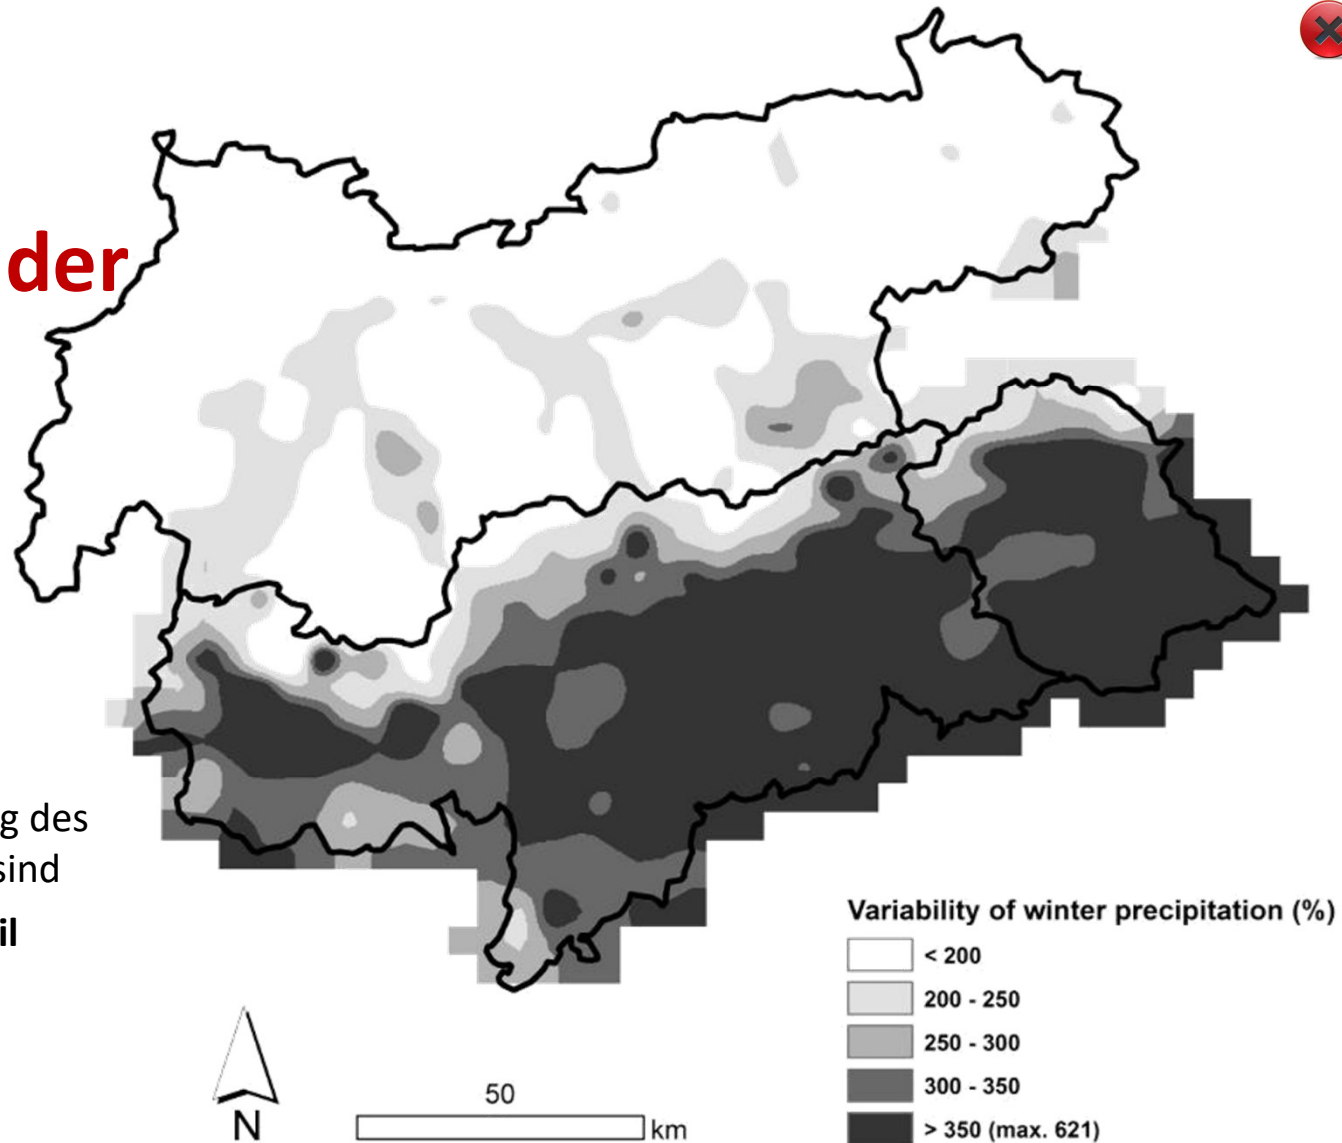 der
g des
sind
il
Variability of winter precipitation (%)
< 200
200 - 250
250 - 300
300 - 350
> 350 (max. 621)
N
50
km